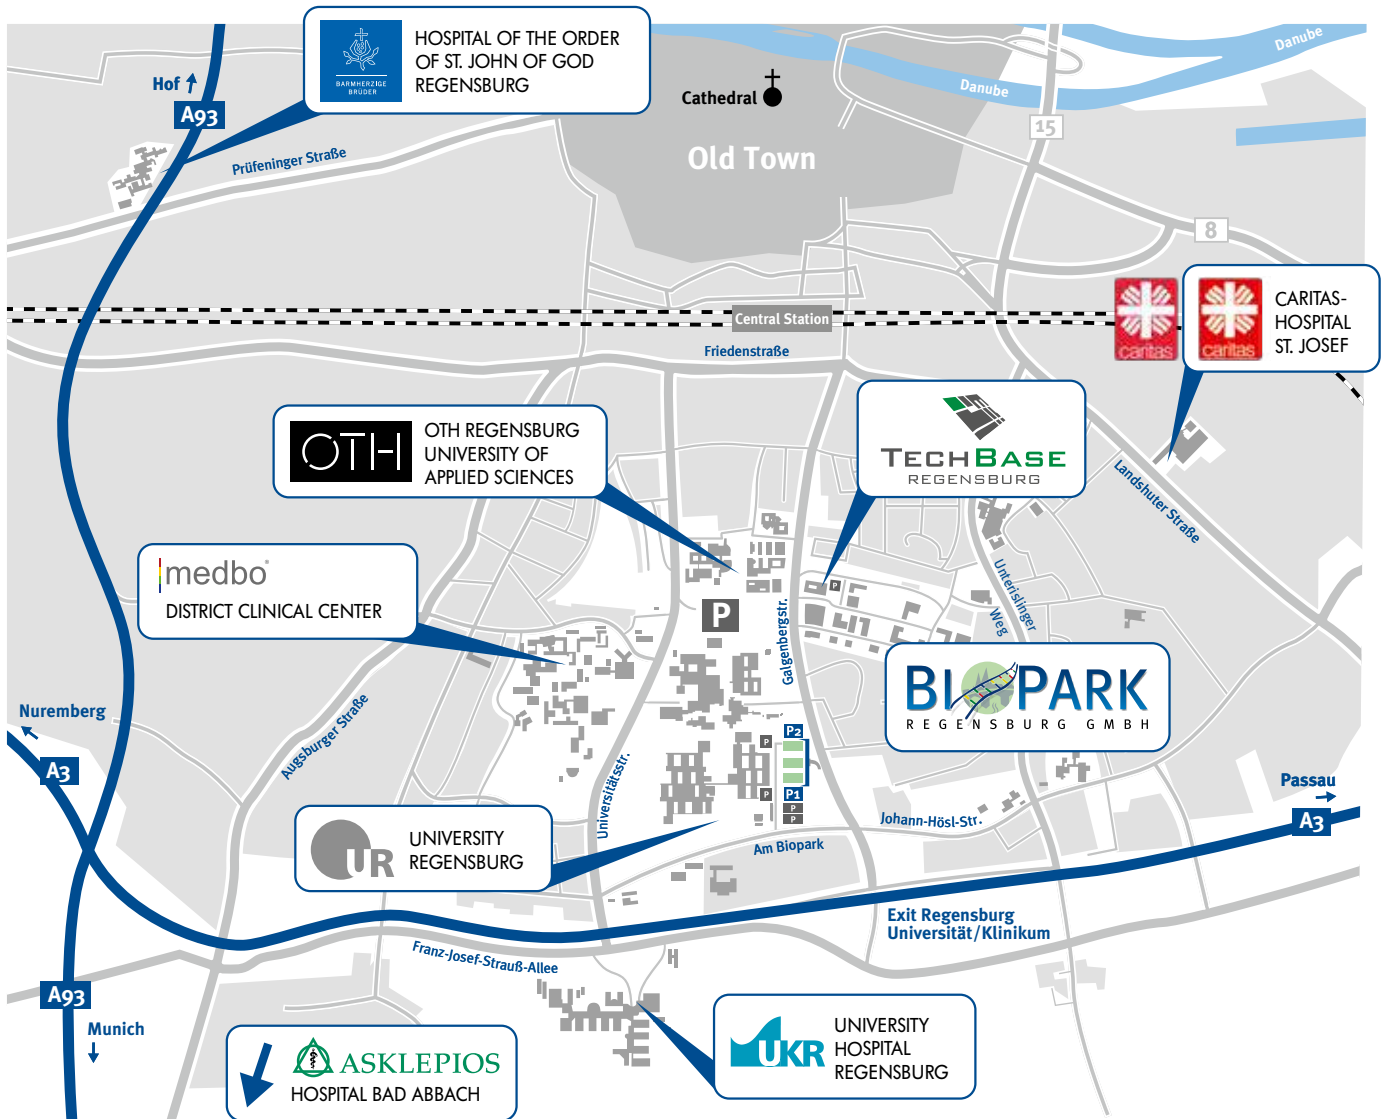 HOSPITAL OF THE ORDER
OF ST. JOHN OF GOD
REGENSBURG
BARMHERZIGE
BRÜDER
Hof
A93
Prüfeninger Straße
Cathedral
Old Town
Danube
Danube
15
8
caritas
caritas
CARITAS-
HOSPITAL
ST. JOSEF
Central Station
Friedenstraße
OTH
OTH REGENSBURG
UNIVERSITY OF
APPLIED SCIENCES
TECHBASE
REGENSBURG
Landshuter Straße
medbo
DISTRICT CLINICAL CENTER
P
P
Galgenbergstr.
Unterislinger
Weg
BIOPARK
REGENSBURG GMBH
Nuremberg
A3
Augsburger Straße
Universitätsstr.
P2
P
P
P1
P
P
Passau
A3
Johann-Hösl-Str.
Am Biopark
UR
UNIVERSITY
REGENSBURG
Exit Regensburg
Universität/Klinikum
Franz-Josef-Strauß-Allee
A93
Munich
ASKLEPIOS
HOSPITAL BAD ABBACH
UKR
UNIVERSITY
HOSPITAL
REGENSBURG